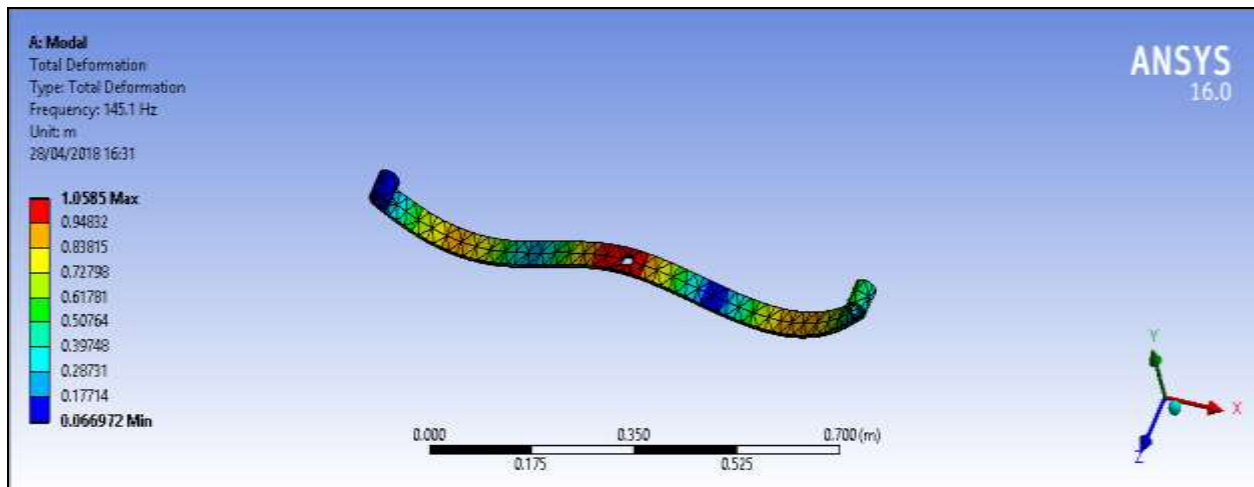 A: Modal
Total Deformation
Type: Total Deformation
Frequency: 145.1 Hz
Unit: m
28/04/2018 16:31
ANSYS
16.0
1.0585 Max
0.94832
0.83815
0.72798
0.61781
0.50764
0.39748
0.28731
0.17714
0.066972 Min
0.000 0.350 0.700 (m)
0.175 0.525
Y
X
Z